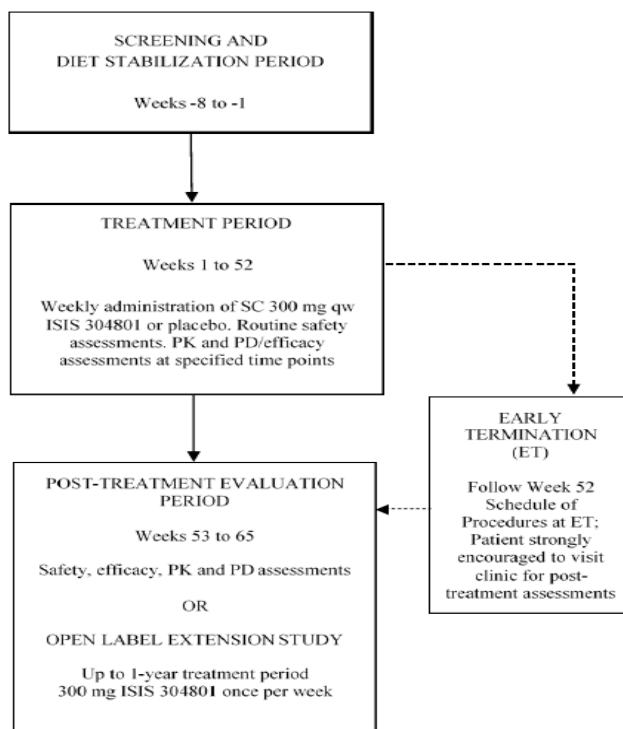 SCREENING AND
DIET STABILIZATION PERIOD
Weeks -8 to -1
TREATMENT PERIOD
Weeks 1 to 52
Weekly administration of SC 300 mg qw
ISIS 304801 or placebo. Routine safety
assessments. PK and PD/efficacy
assessments at specified time points
EARLY
TERMINATION
(ET)
Follow Week 52
Schedule of
Procedures at ET;
Patient strongly
encouraged to visit
clinic for post-
treatment assessments
POST-TREATMENT EVALUATION
PERIOD
Weeks 53 to 65
Safety, efficacy, PK and PD assessments
OR
OPEN LABEL EXTENSION STUDY
Up to 1-year treatment period
300 mg ISIS 304801 once per week